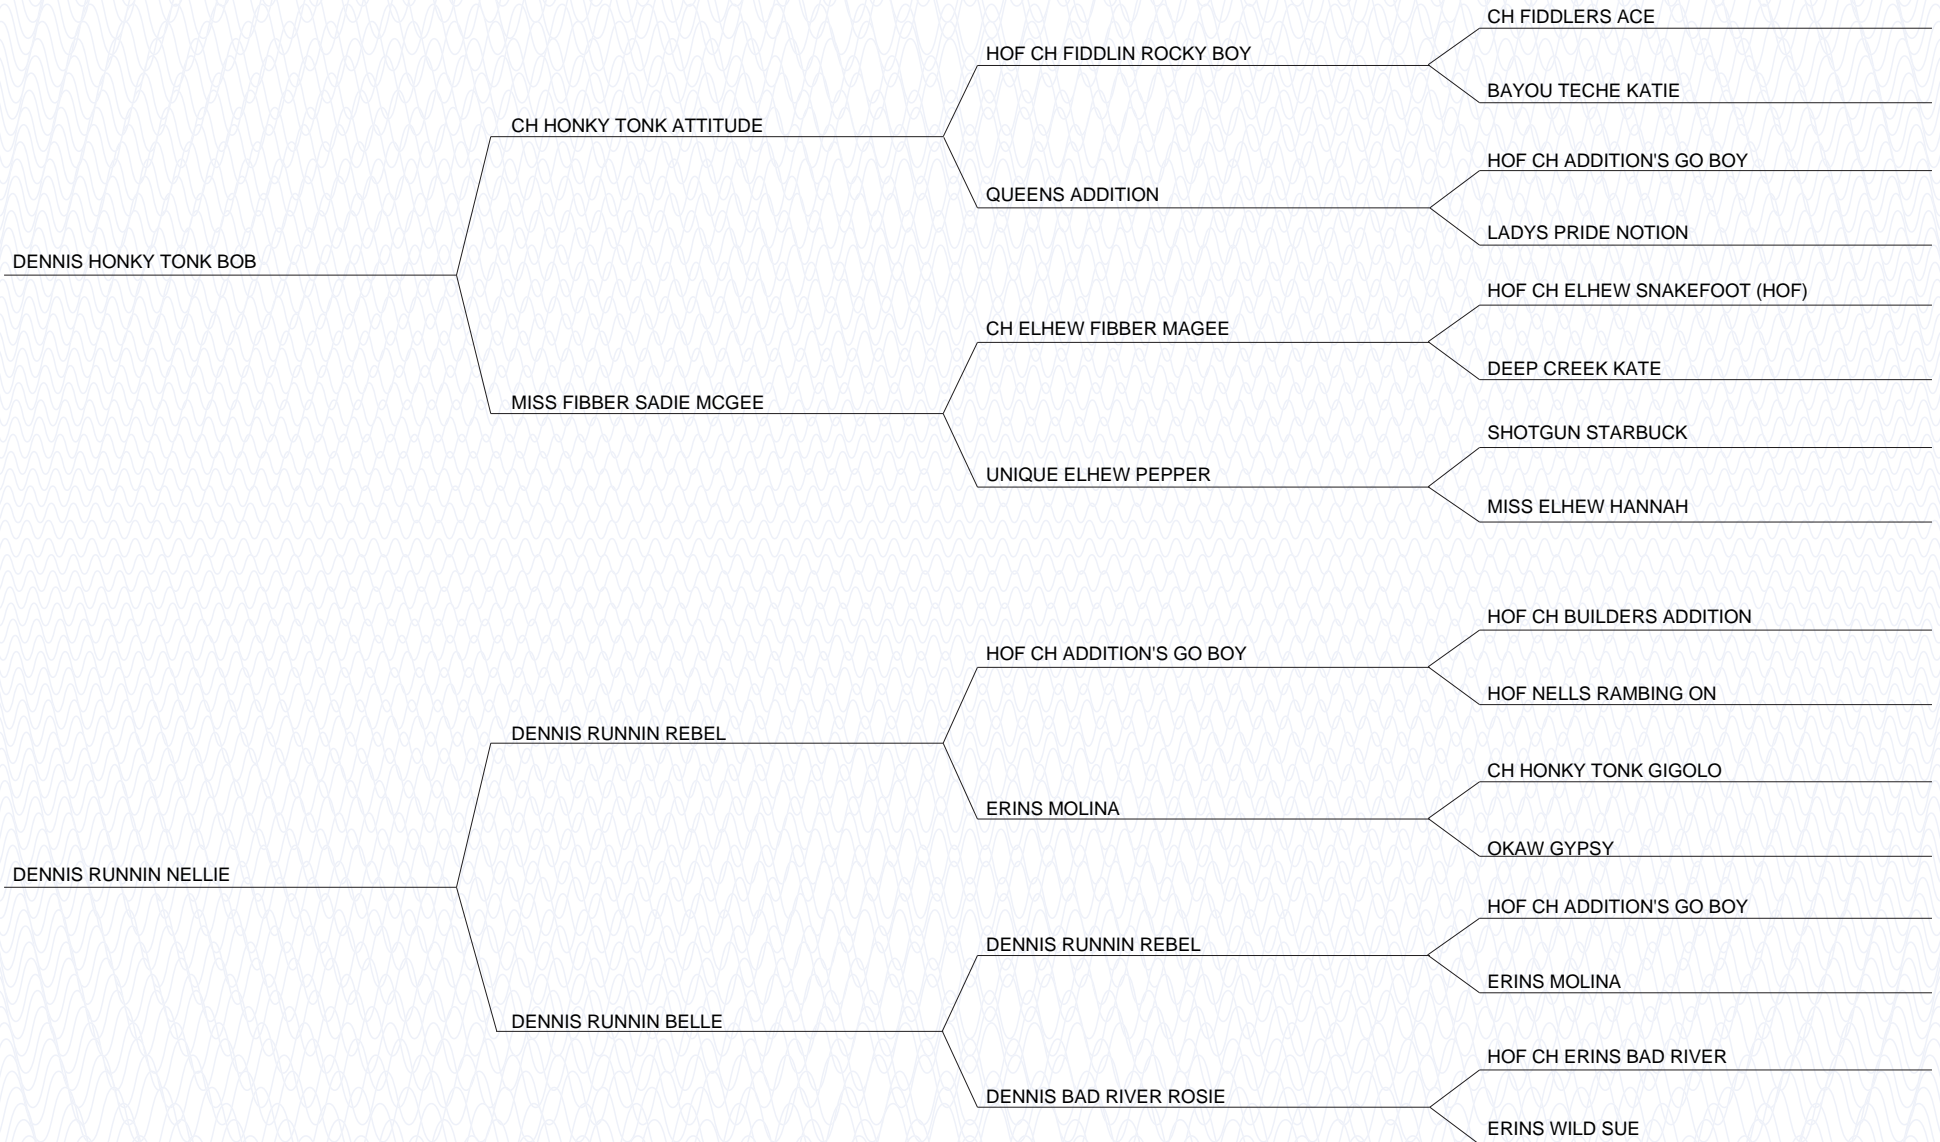 CH FIDDLERS ACE
HOF CH FIDDLIN ROCKY BOY
BAYOU TECHE KATIE
CH HONKY TONK ATTITUDE
HOF CH ADDITION'S GO BOY
QUEENS ADDITION
LADYS PRIDE NOTION
DENNIS HONKY TONK BOB
HOF CH ELHEW SNAKEFOOT (HOF)
CH ELHEW FIBBER MAGEE
DEEP CREEK KATE
MISS FIBBER SADIE MCGEE
SHOTGUN STARBUCK
UNIQUE ELHEW PEPPER
MISS ELHEW HANNAH
HOF CH BUILDERS ADDITION
HOF CH ADDITION'S GO BOY
HOF NELLS RAMBING ON
DENNIS RUNNIN REBEL
CH HONKY TONK GIGOLO
ERINS MOLINA
OKAW GYPSY
DENNIS RUNNIN NELLIE
HOF CH ADDITION'S GO BOY
DENNIS RUNNIN REBEL
ERINS MOLINA
DENNIS RUNNIN BELLE
HOF CH ERINS BAD RIVER
DENNIS BAD RIVER ROSIE
ERINS WILD SUE